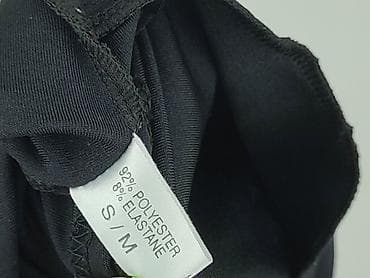 92% POLYESTER
8% ELASTANE
S / M